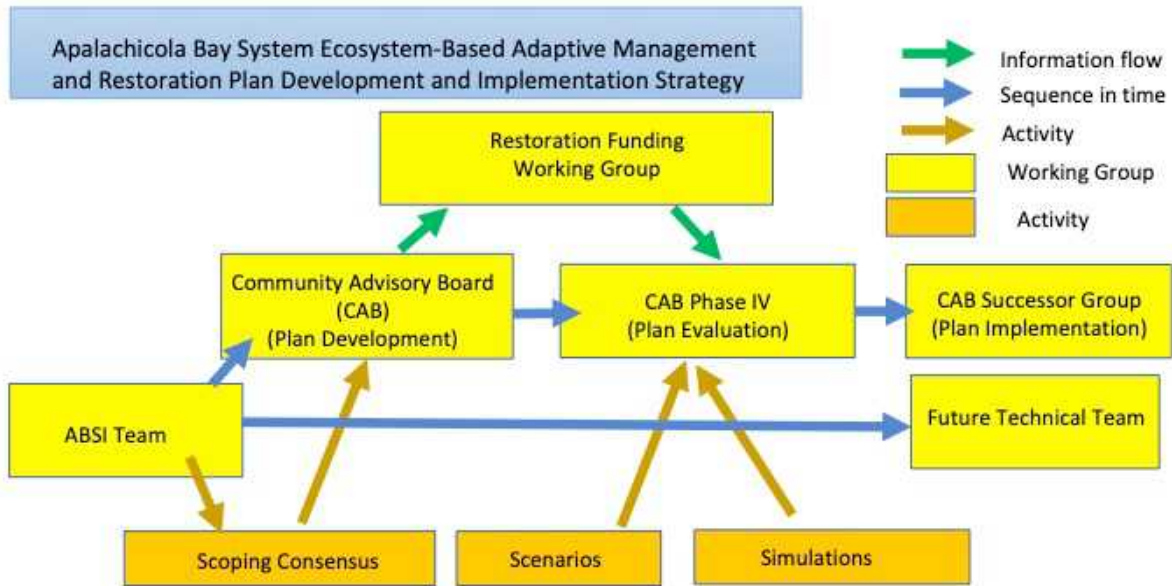 Apalachicola Bay System Ecosystem-Based Adaptive Management
and Restoration Plan Development and Implementation Strategy
Information flow
Sequence in time
Activity
Working Group
Activity
Restoration Funding
Working Group
Community Advisory Board
(CAB)
(Plan Development)
CAB Phase IV
(Plan Evaluation)
CAB Successor Group
(Plan Implementation)
ABSI Team
Future Technical Team
Scoping Consensus
Scenarios
Simulations